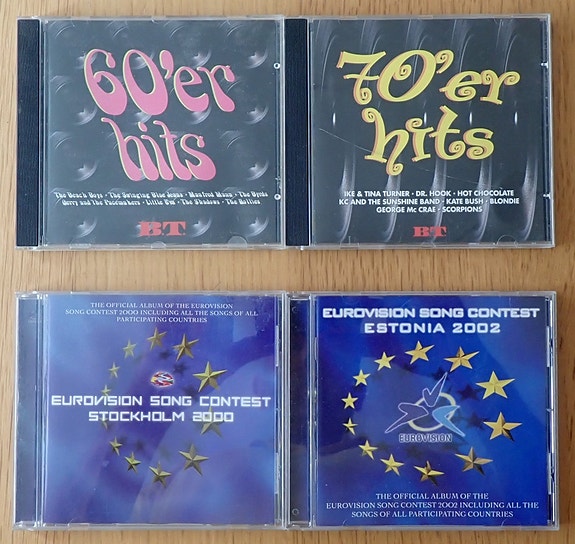 60'er
hits
The Beach Boys • The Swinging Blue Jeans • Manfred Mann • The Byrds
Gerry and the Pacemakers • Little Eva • The Shadows • The Hollies
BT
70'er
hits
IKE & TINA TURNER • DR. HOOK • HOT CHOCOLATE
KC AND THE SUNSHINE BAND • KATE BUSH • BLONDIE
GEORGE Mc CRAE • SCORPIONS
BT
THE OFFICIAL ALBUM OF THE EUROVISION
SONG CONTEST 2000 INCLUDING ALL THE SONGS OF ALL
PARTICIPATING COUNTRIES
EUROVISION SONG CONTEST
STOCKHOLM 2000
EUROVISION SONG CONTEST
ESTONIA 2002
EUROVISION
THE OFFICIAL ALBUM OF THE
EUROVISION SONG CONTEST 2002 INCLUDING ALL THE
SONGS OF ALL PARTICIPATING COUNTRIES